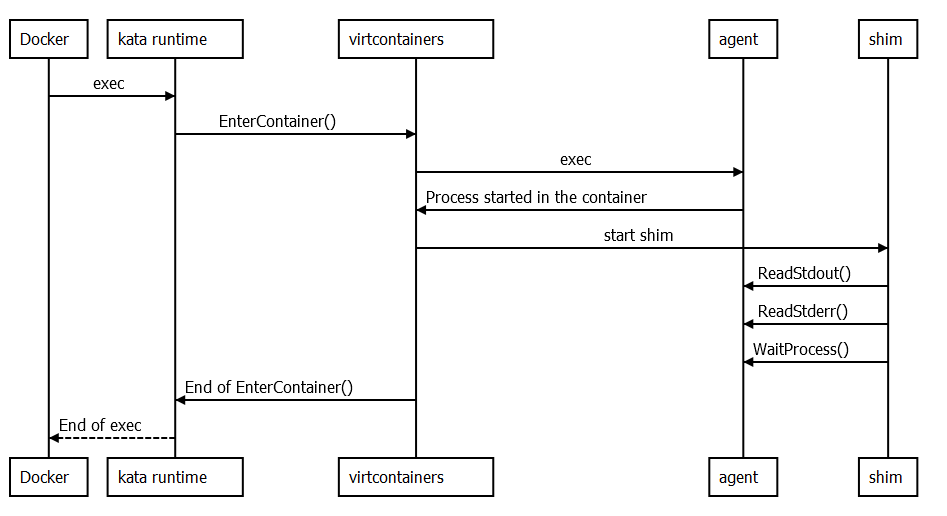 Docker
kata runtime
virtcontainers
agent
shim
exec
EnterContainer()
exec
Process started in the container
start shim
ReadStdout()
ReadStderr()
WaitProcess()
End of EnterContainer()
End of exec
Docker
kata runtime
virtcontainers
agent
shim